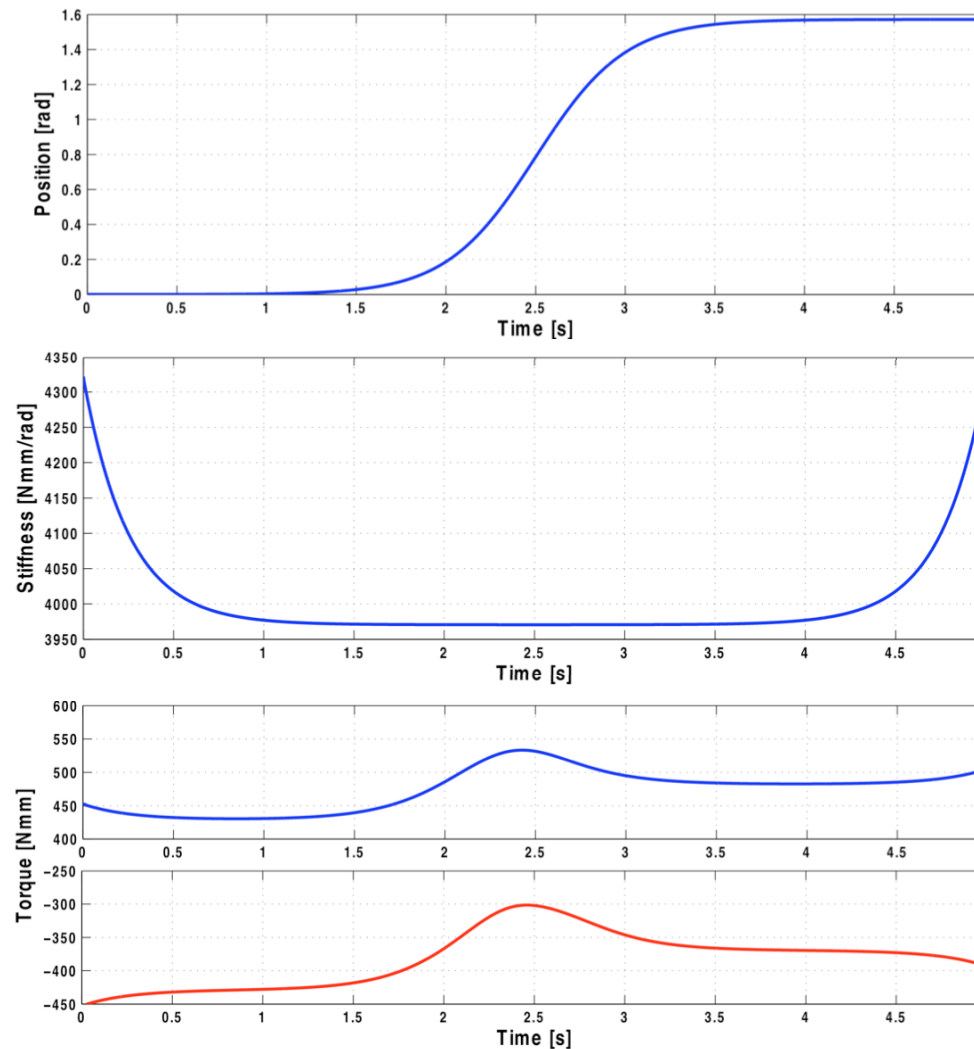 1.6
1.4
1.2
1
0.8
0.6
0.4
0.2
0
Position [rad]
0 0.5 1 1.5 2 2.5 3 3.5 4 4.5
Time [s]
4350
4300
4250
4200
4150
4100
4050
4000
3950
Stiffness [Nmm/rad]
0 0.5 1 1.5 2 2.5 3 3.5 4 4.5
Time [s]
600
550
500
450
400
0 0.5 1 1.5 2 2.5 3 3.5 4 4.5
Torque [Nmm]
−250
−300
−350
−400
−450
0 0.5 1 1.5 2 2.5 3 3.5 4 4.5
Time [s]